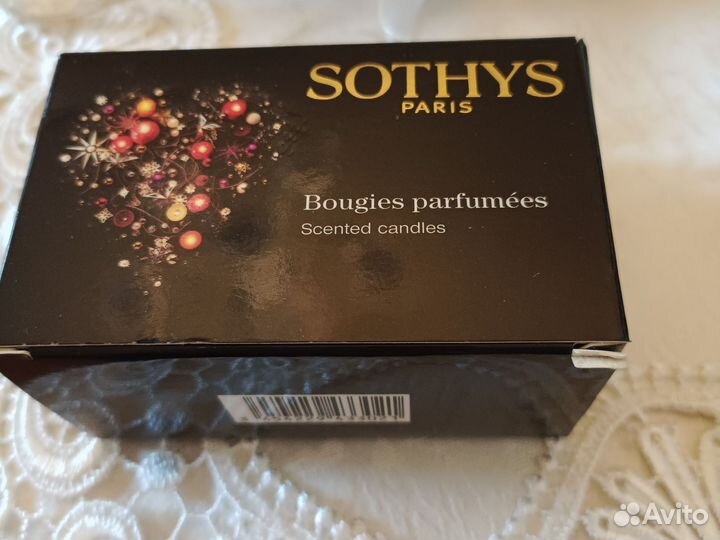 SOTHYS
PARIS
Bougies parfumées
Scented candles
Avito